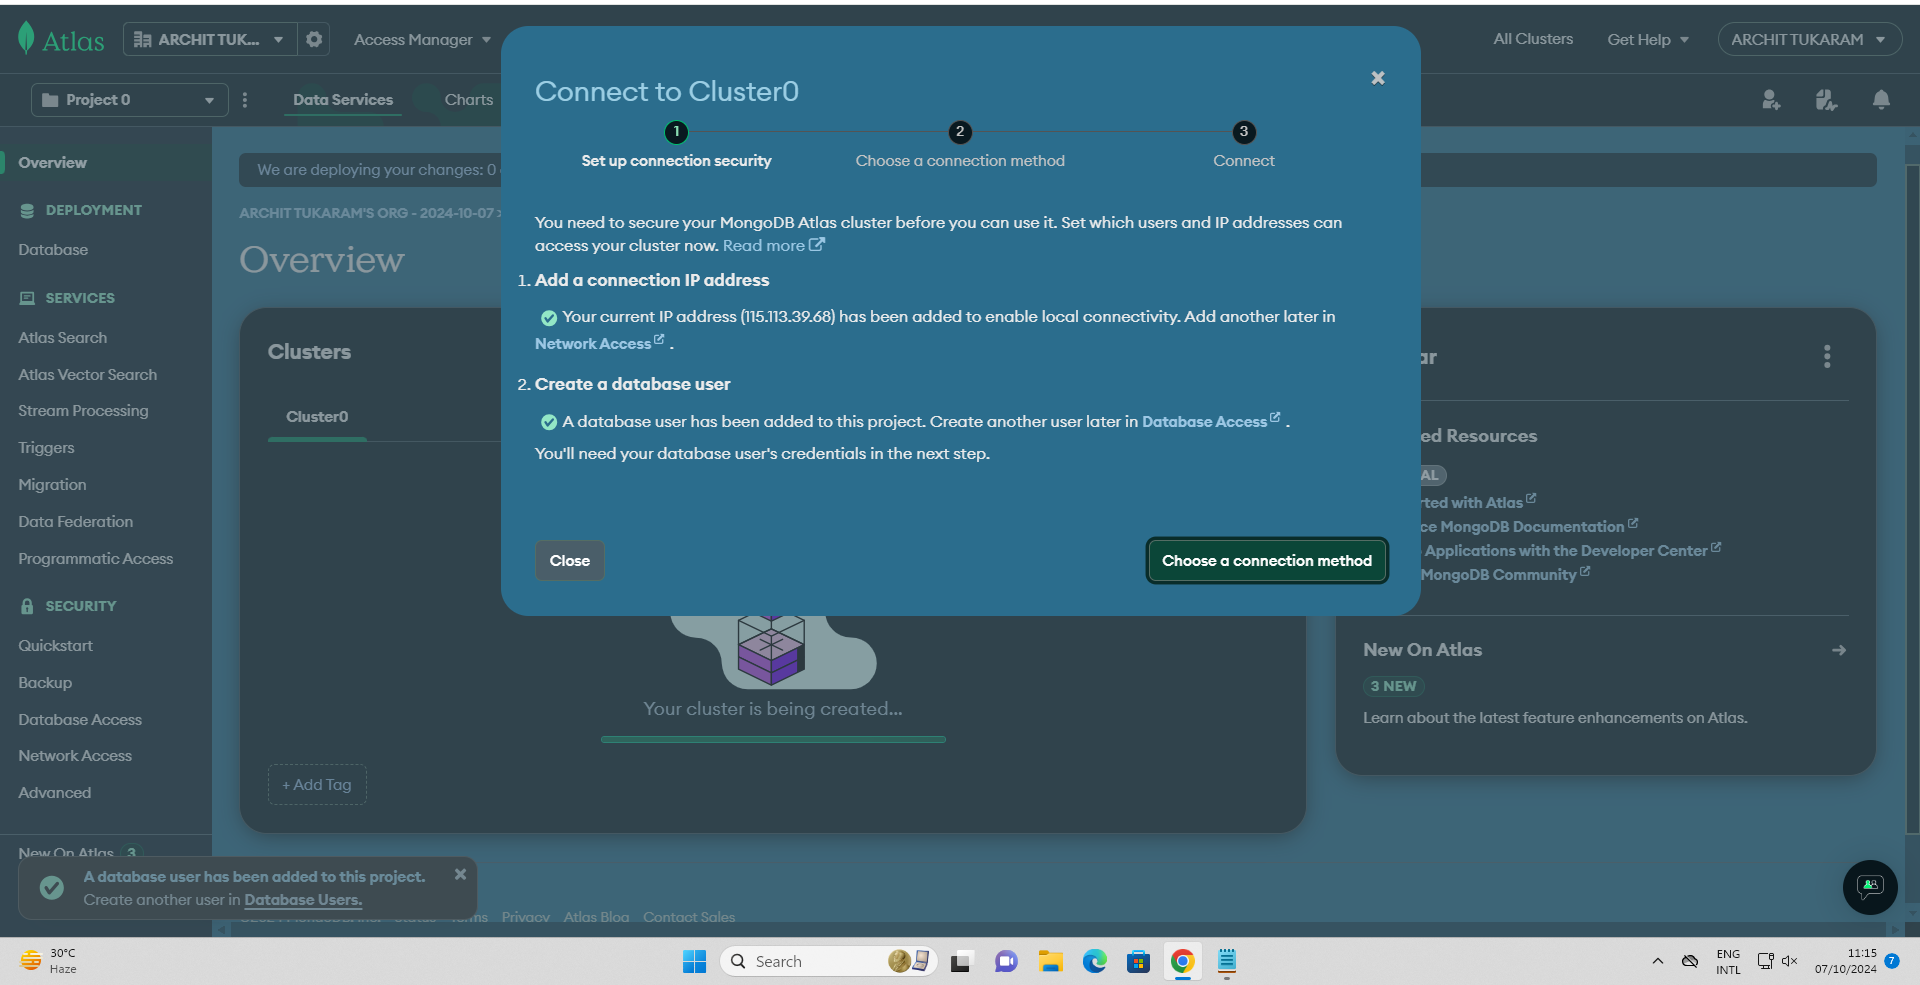 Atlas
ARCHIT TUK...
Access Manager
All Clusters
Get Help
ARCHIT TUKARAM
Project 0
Data Services
Charts
Overview
DEPLOYMENT
Database
SERVICES
Atlas Search
Atlas Vector Search
Stream Processing
Triggers
Migration
Data Federation
Programmatic Access
SECURITY
Quickstart
Backup
Database Access
Network Access
Advanced
New On Atlas 3
We are deploying your changes: 0
ARCHIT TUKARAM'S ORG - 2024-10-07 >
Overview
Clusters
Cluster0
Your cluster is being created...
+ Add Tag
Connect to Cluster0
1
2
3
Set up connection security
Choose a connection method
Connect
You need to secure your MongoDB Atlas cluster before you can use it. Set which users and IP addresses can
access your cluster now. Read more
1. Add a connection IP address
Your current IP address (115.113.39.68) has been added to enable local connectivity. Add another later in
Network Access .
2. Create a database user
A database user has been added to this project. Create another user later in Database Access .
You'll need your database user's credentials in the next step.
Close
Choose a connection method
ar
ed Resources
AL
rted with Atlas
ce MongoDB Documentation
Applications with the Developer Center
MongoDB Community
New On Atlas
3 NEW
Learn about the latest feature enhancements on Atlas.
A database user has been added to this project.
Create another user in Database Users.
Privacy Atlas Blog Contact Sales
30°C
Haze
Search
ENG
INTL
11:15
07/10/2024
7